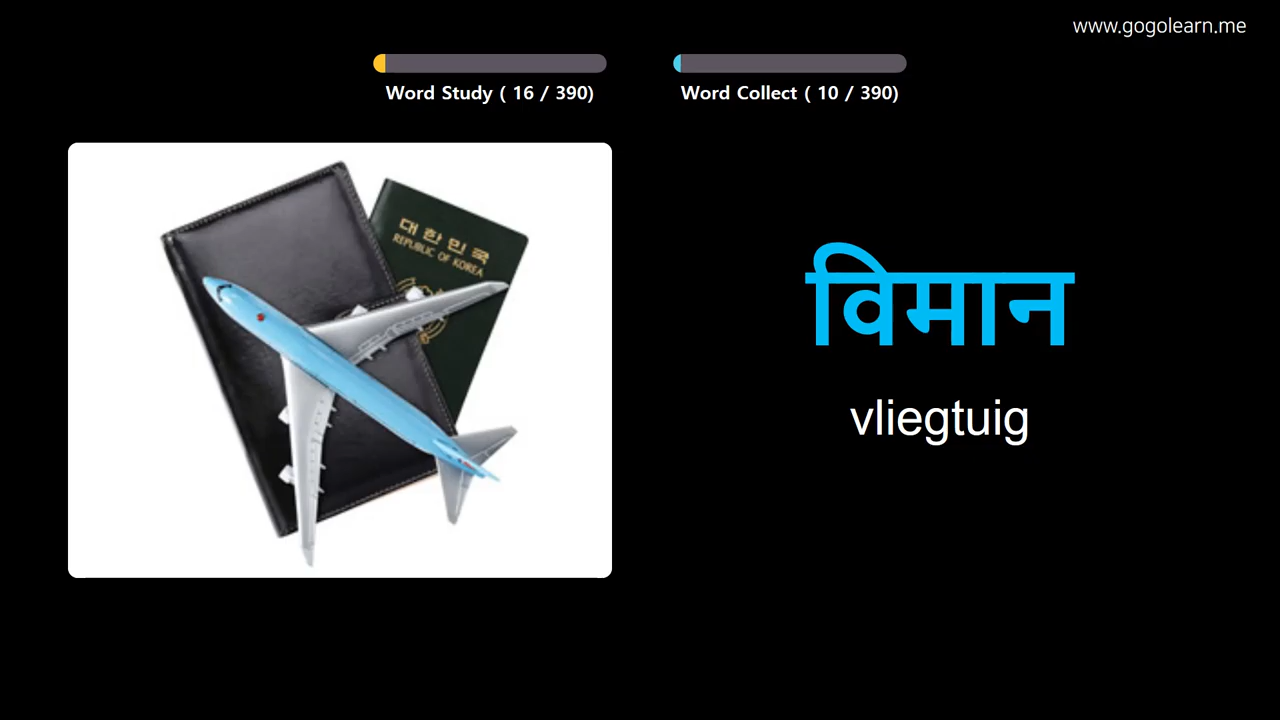 www.gogolearn.me
Word Study ( 16 / 390)
Word Collect ( 10 / 390)
대한민국
REPUBLIC OF KOREA
विमान
vliegtuig